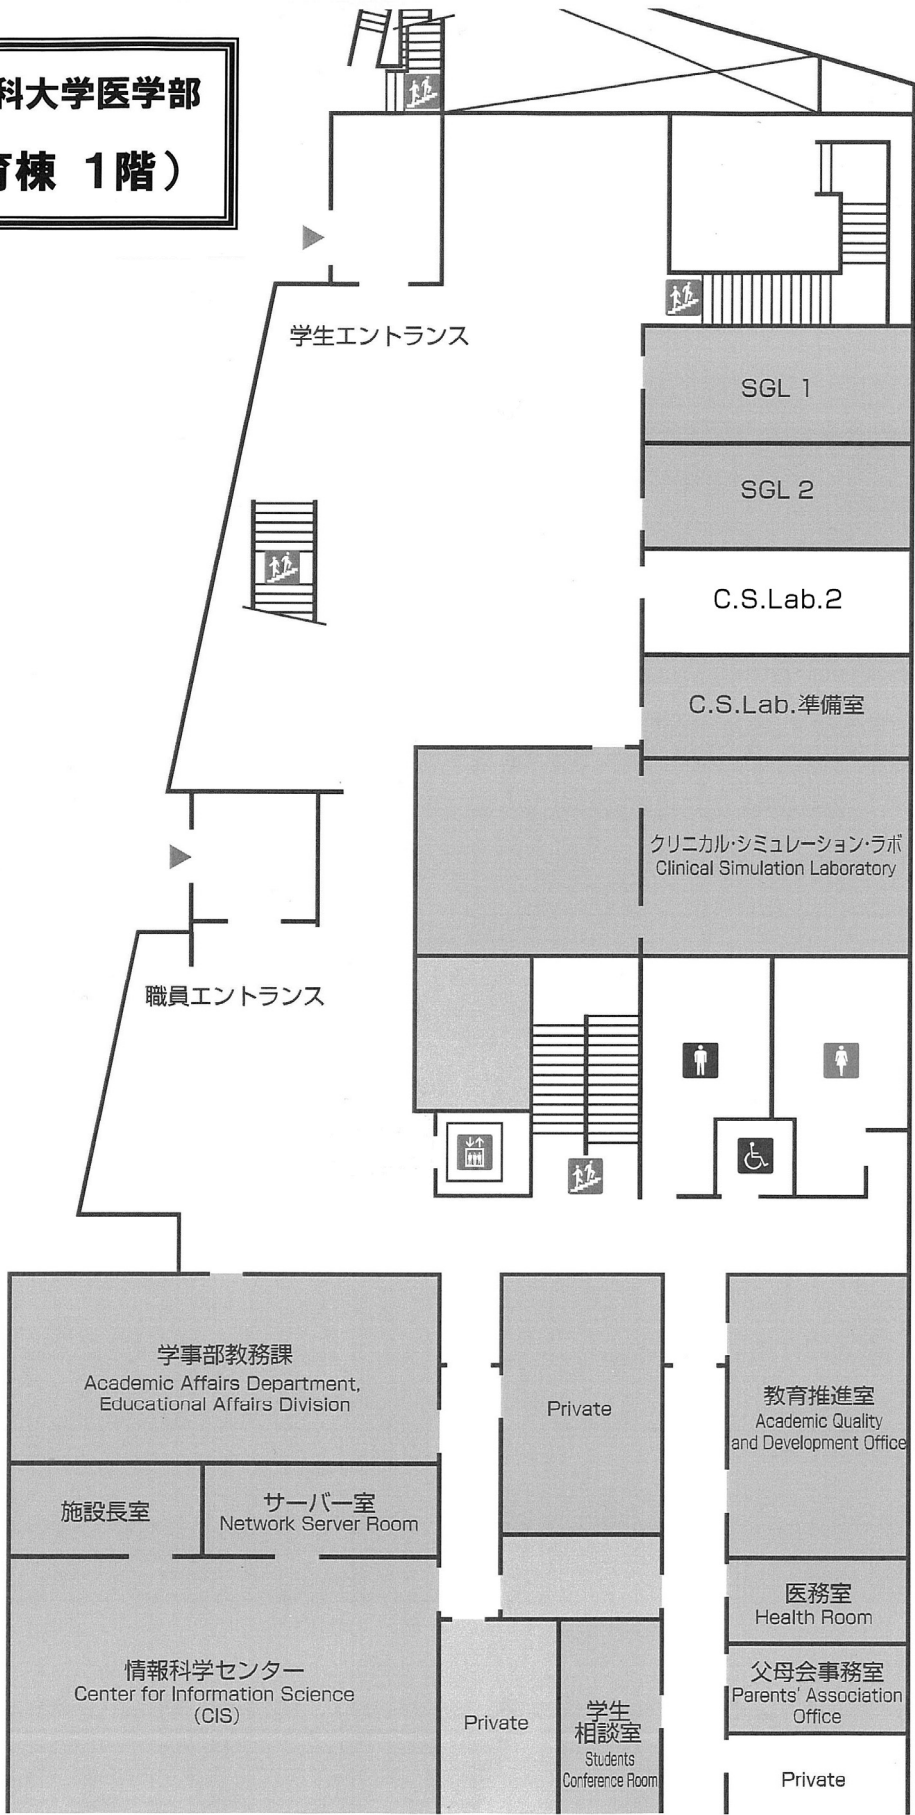 科大学医学部
育棟 1階）
学生エントランス
SGL 1
SGL 2
C.S.Lab.2
C.S.Lab.準備室
クリニカル・シミュレーション・ラボ
Clinical Simulation Laboratory
職員エントランス
学事部教務課
Academic Affairs Department,
Educational Affairs Division
Private
教育推進室
Academic Quality
and Development Office
施設長室
サーバー室
Network Server Room
医務室
Health Room
情報科学センター
Center for Information Science
(CIS)
Private
学生
相談室
Students
Conference Room
父母会事務室
Parents' Association
Office
Private